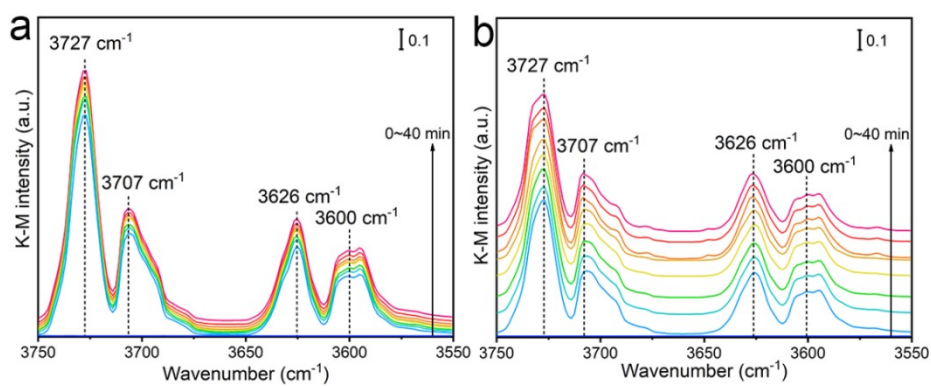 a
0.1
3727 cm-1
3707 cm-1
3626 cm-1
3600 cm-1
0~40 min
K-M intensity (a.u.)
3750
3700
3650
3600
3550
Wavenumber (cm-1)
b
0.1
3727 cm-1
3707 cm-1
3626 cm-1
3600 cm-1
0~40 min
K-M intensity (a.u.)
3750
3700
3650
3600
3550
Wavenumber (cm-1)